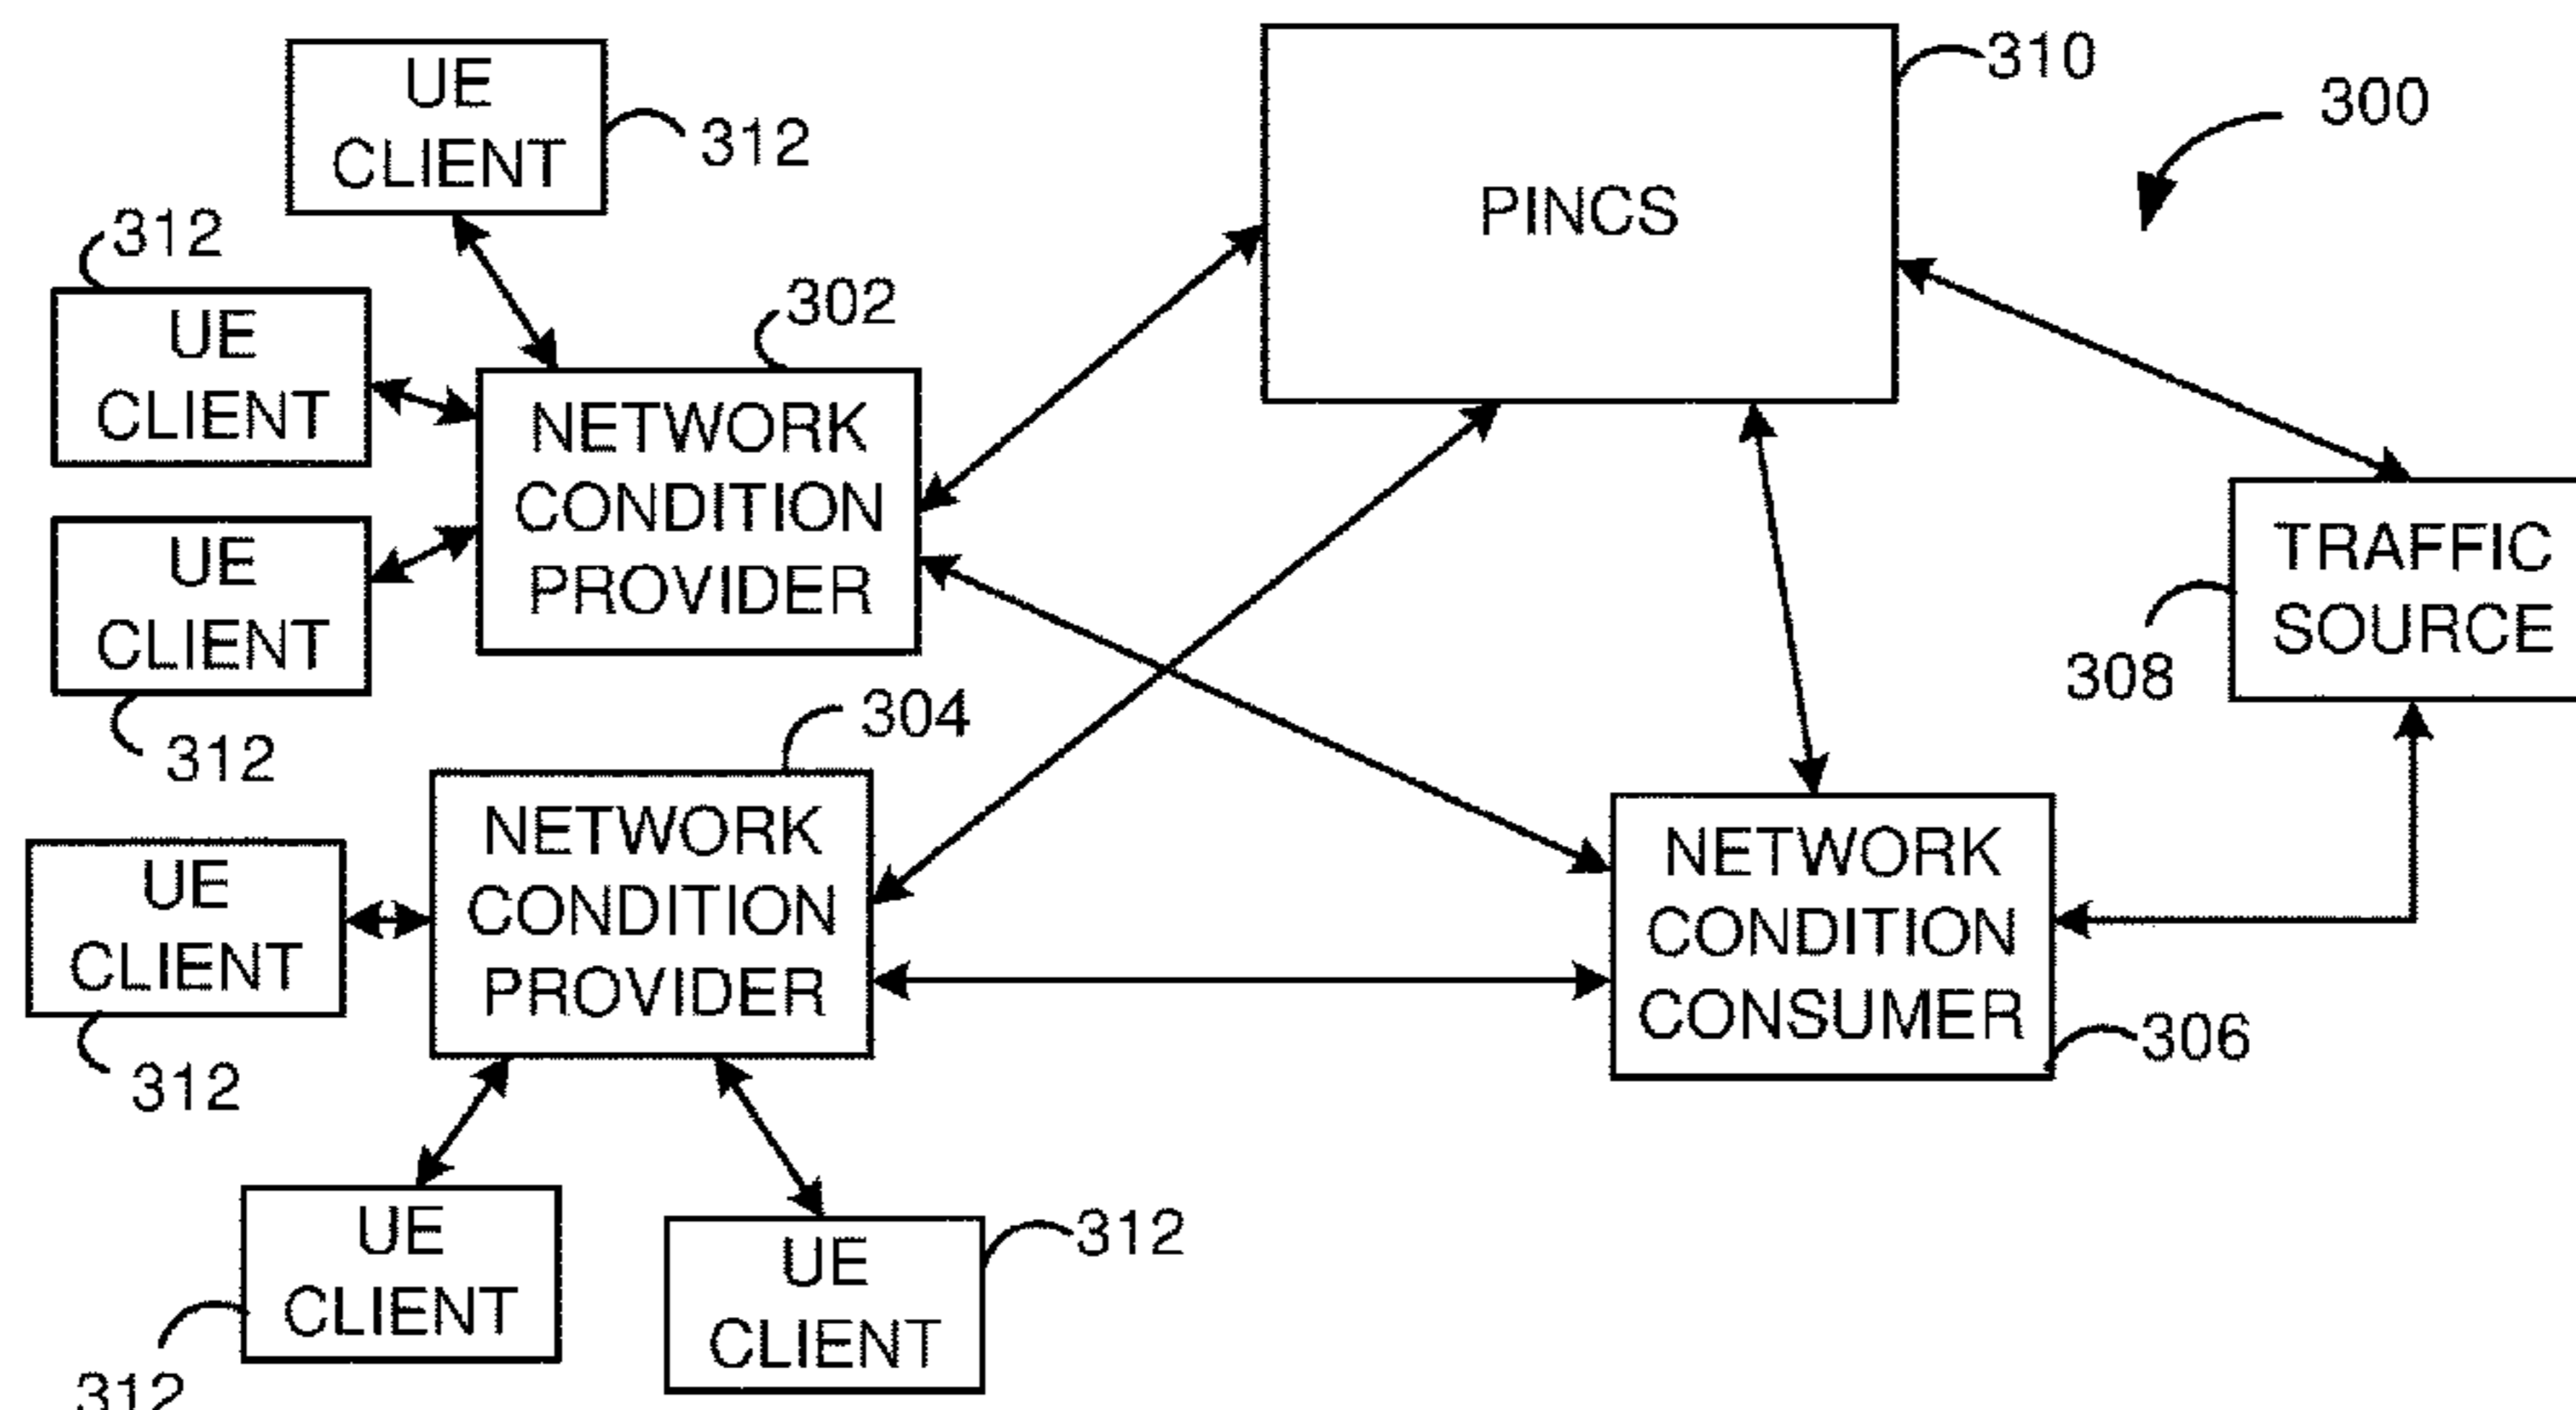 UE
CLIENT
312
310
300
PINCS
312
UE
CLIENT
302
NETWORK
CONDITION
PROVIDER
UE
CLIENT
312
TRAFFIC
SOURCE
308
304
NETWORK
CONDITION
PROVIDER
UE
CLIENT
312
NETWORK
CONDITION
CONSUMER
306
UE
CLIENT
312
UE
CLIENT
312